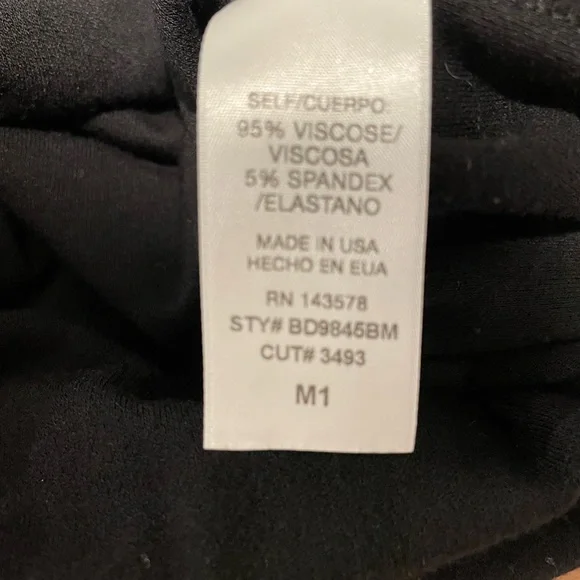 SELF/CUERPO
95% VISCOSE/
VISCOSA
5% SPANDEX
/ELASTANO
MADE IN USA
HECHO EN EUA
RN 143578
STY# BD9845BM
CUT# 3493
M1